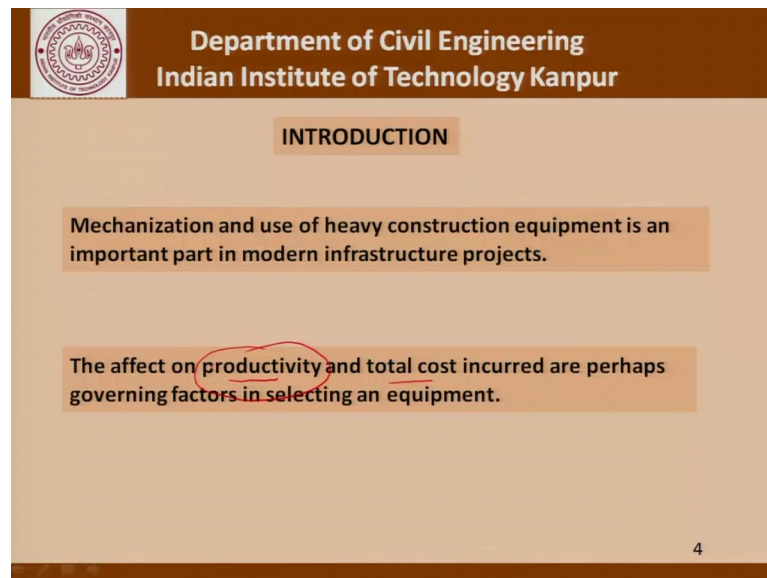 Department of Civil Engineering
Indian Institute of Technology Kanpur
INTRODUCTION
Mechanization and use of heavy construction equipment is an
important part in modern infrastructure projects.
The affect on productivity and total cost incurred are perhaps
governing factors in selecting an equipment.
4